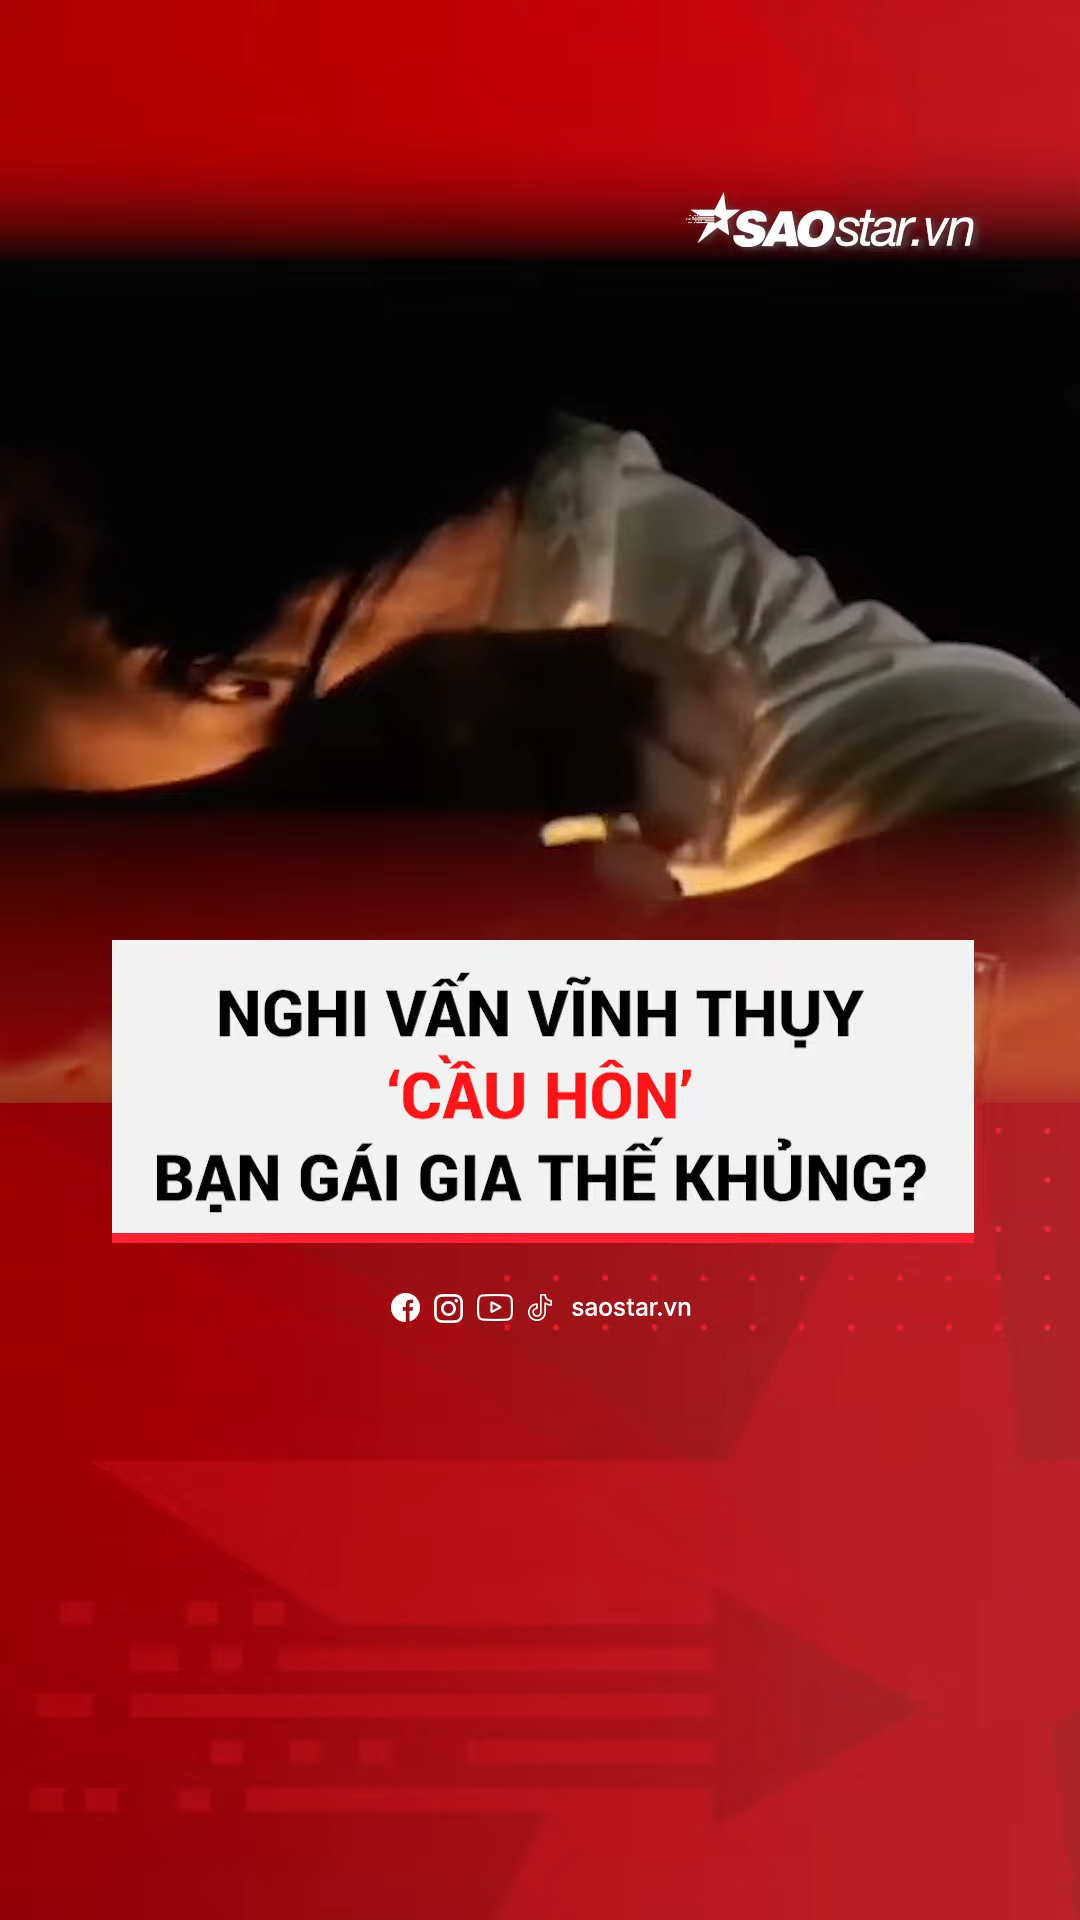 SAOstar.vn
NGHI VẤN VĨNH THỤY
‘CẦU HÔN’
BẠN GÁI GIA THẾ KHỦNG?
saostar.vn